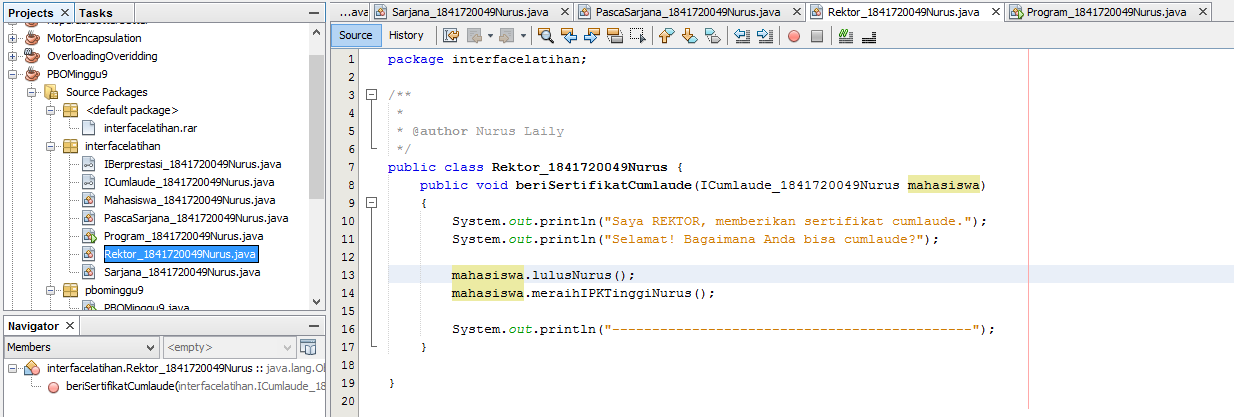 Projects
Tasks
MotorEncapsulation
OverloadingOveridding
PBOMinggu9
Source Packages
<default package>
interfacelatihan.rar
interfacelatihan
IBerprestasi_1841720049Nurus.java
ICumlaude_1841720049Nurus.java
Mahasiswa_1841720049Nurus.java
PascaSarjana_1841720049Nurus.java
Program_1841720049Nurus.java
Rektor_1841720049Nurus.java
Sarjana_1841720049Nurus.java
pbominggu9
PBOMinggu9.java
Navigator
Members
<empty>
interfacelatihan.Rektor_1841720049Nurus :: java.lang.Ob
beriSertifikatCumlaude(interfacelatihan.ICumlaude_18
...ava
Sarjana_1841720049Nurus.java
PascaSarjana_1841720049Nurus.java
Rektor_1841720049Nurus.java
Program_1841720049Nurus.java
Source
History
1 package interfacelatihan;
2
3 /**
4 *
5 * @author Nurus Laily
6 */
7 public class Rektor_1841720049Nurus {
8 public void beriSertifikatCumlaude(ICumlaude_1841720049Nurus mahasiswa)
9 {
10 System.out.println("Saya REKTOR, memberikan sertifikat cumlaude.");
11 System.out.println("Selamat! Bagaimana Anda bisa cumlaude?");
12
13 mahasiswa.lulusNurus();
14 mahasiswa.meraihIPKTinggiNurus();
15
16 System.out.println("---------------------------------------------");
17 }
18
19 }
20